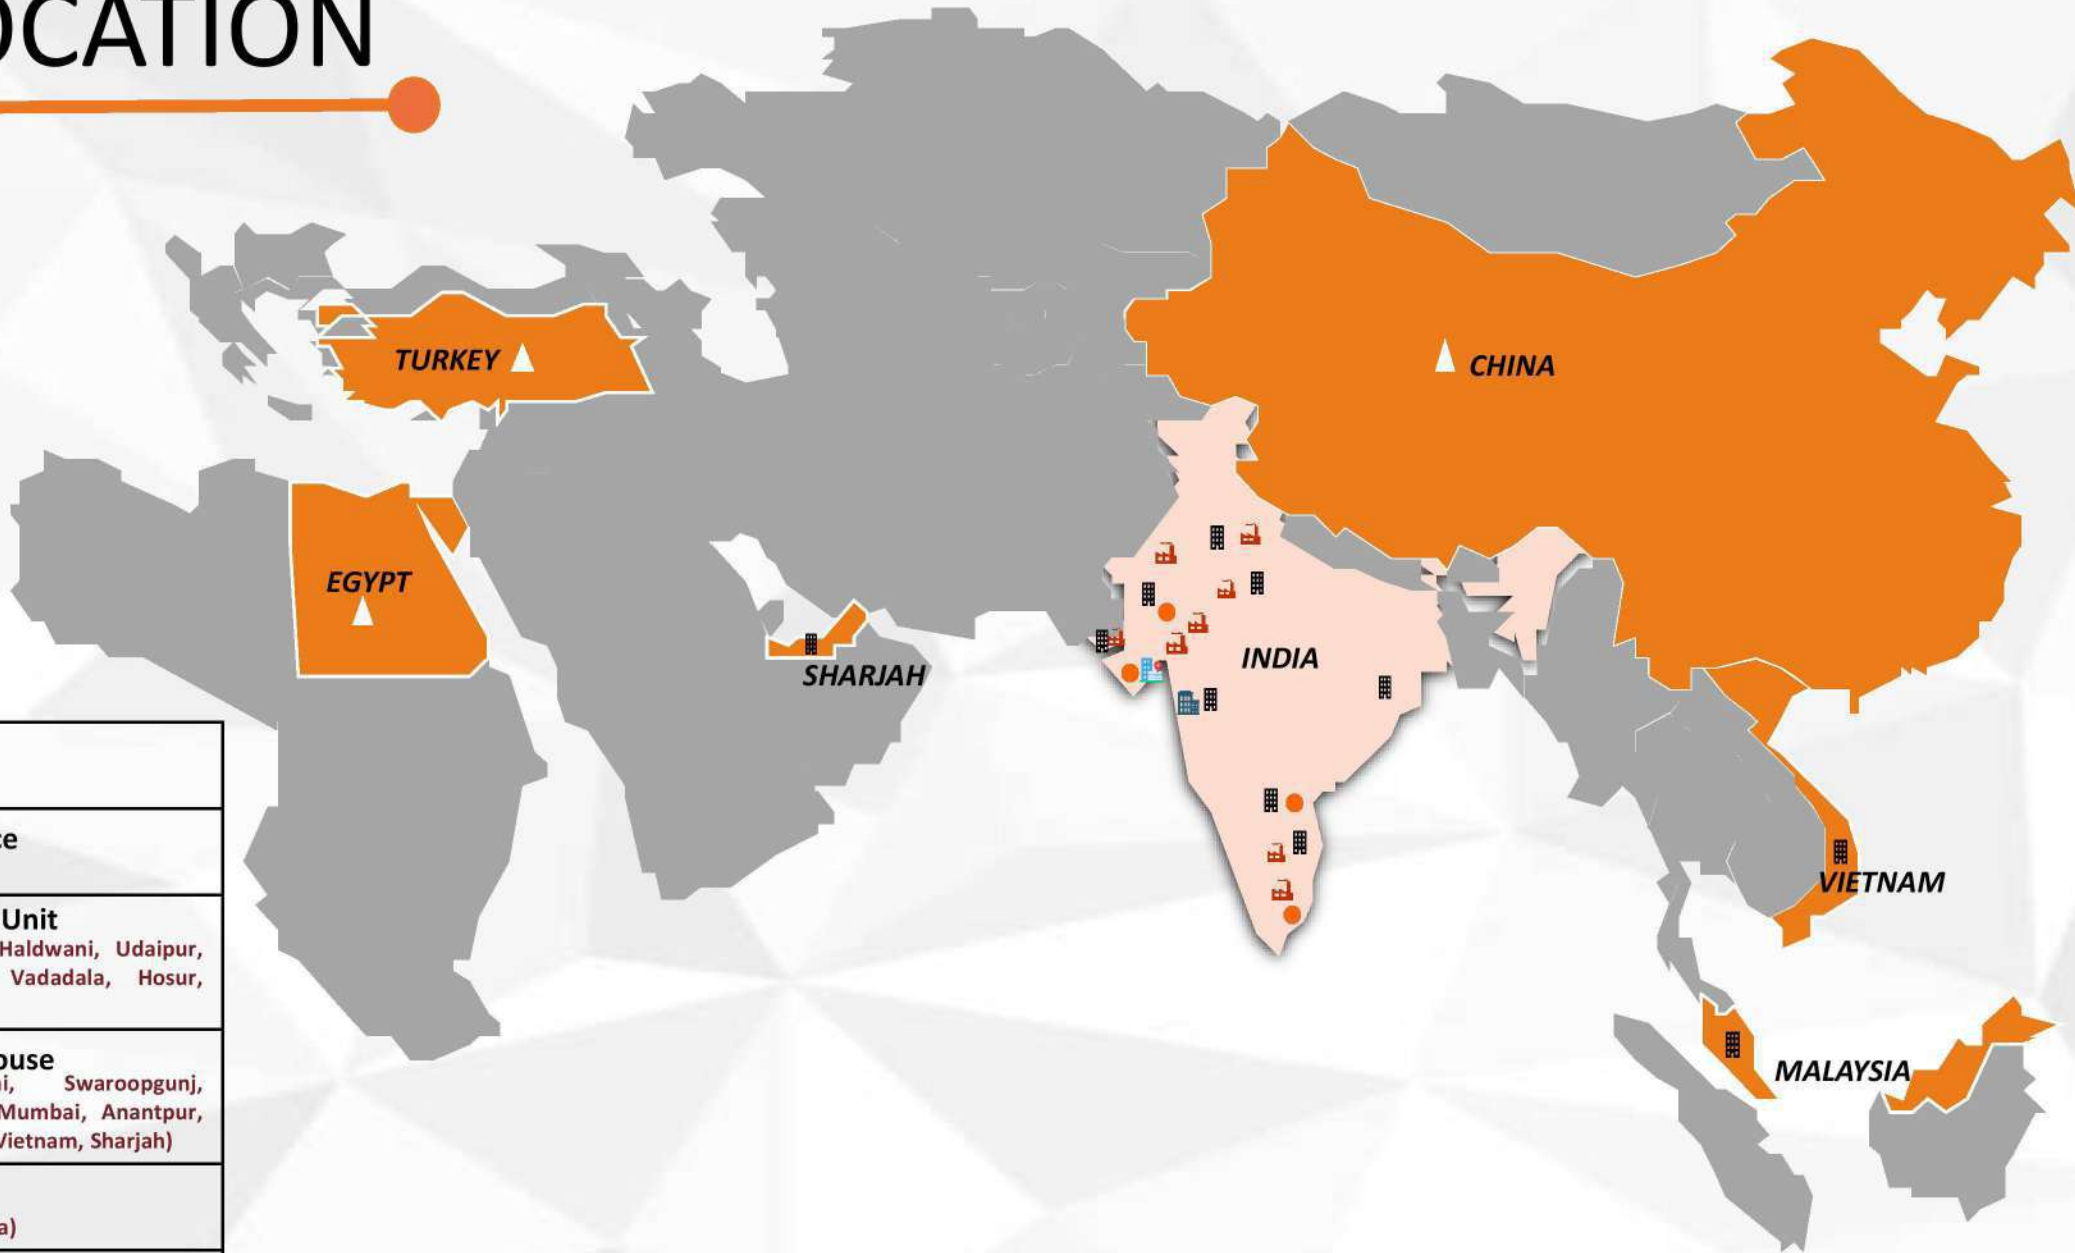 OCATION
TURKEY
CHINA
EGYPT
SHARJAH
INDIA
VIETNAM
MALAYSIA
ce
Unit
Haldwani, Udaipur,
Vadadala, Hosur,
ouse
ni, Swaroopgunj,
Mumbai, Anantpur,
Vietnam, Sharjah)
a)